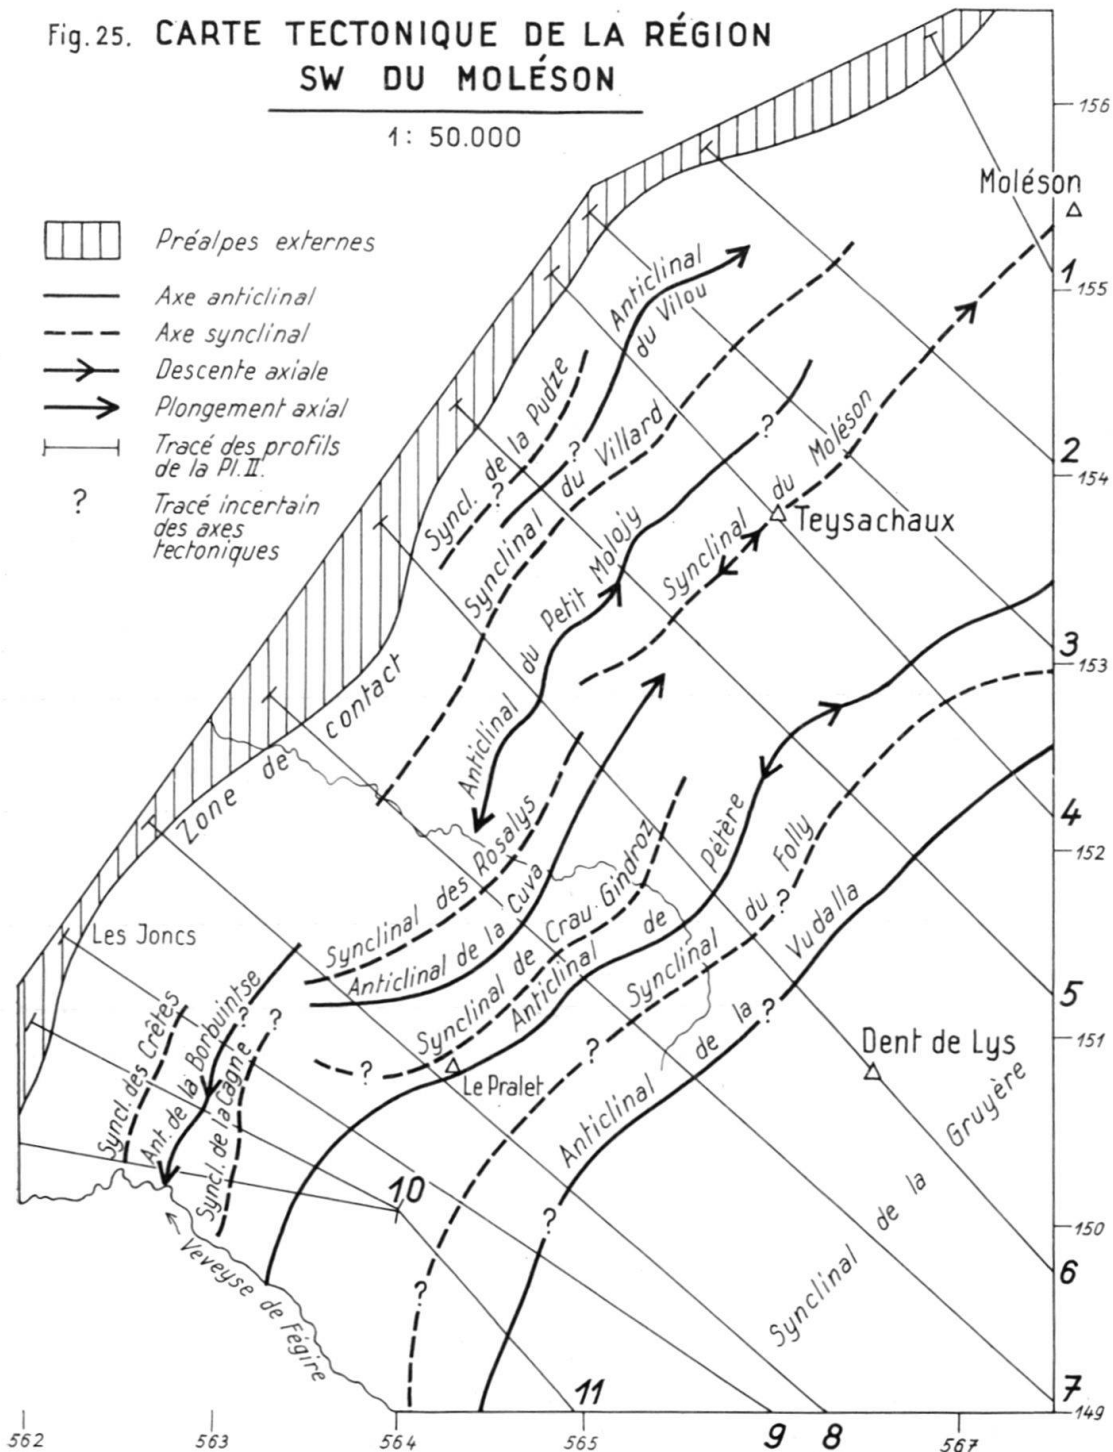 Fig. 25. CARTE TECTONIQUE DE LA RÉGION
SW DU MOLÉSON
1: 50.000
Préalpes externes
Axe anticlinal
Axe synclinal
Descente axiale
Plongement axial
Tracé des profils
de la Pl. II.
?
Tracé incertain
des axes
tectoniques
156
Moléson
1
155
Anticlinal
du Vilou
Syncl. de la Pudze
?
?
Synclinal du Villard
?
2
154
Synclinal du Moléson
Teysachaux
Anticlinal du Petit Molojy
3
153
Zone de contact
4
152
Synclinal des Rosalys
Anticlinal de la Cuva
Synclinal de Crau-Gindroz
?
Anticlinal de Pétère
Synclinal du Folly
?
?
?
Anticlinal de la Vudalla
?
?
5
151
Les Joncs
Syncl. des Crêtes
Ant. de la Borbuintse
?
Syncl. de la Cagne
?
Le Pralet
Dent de Lys
Synclinal de la Gruyère
10
150
6
Veveyse de Fégire
11
9
8
7
149
562
563
564
565
567